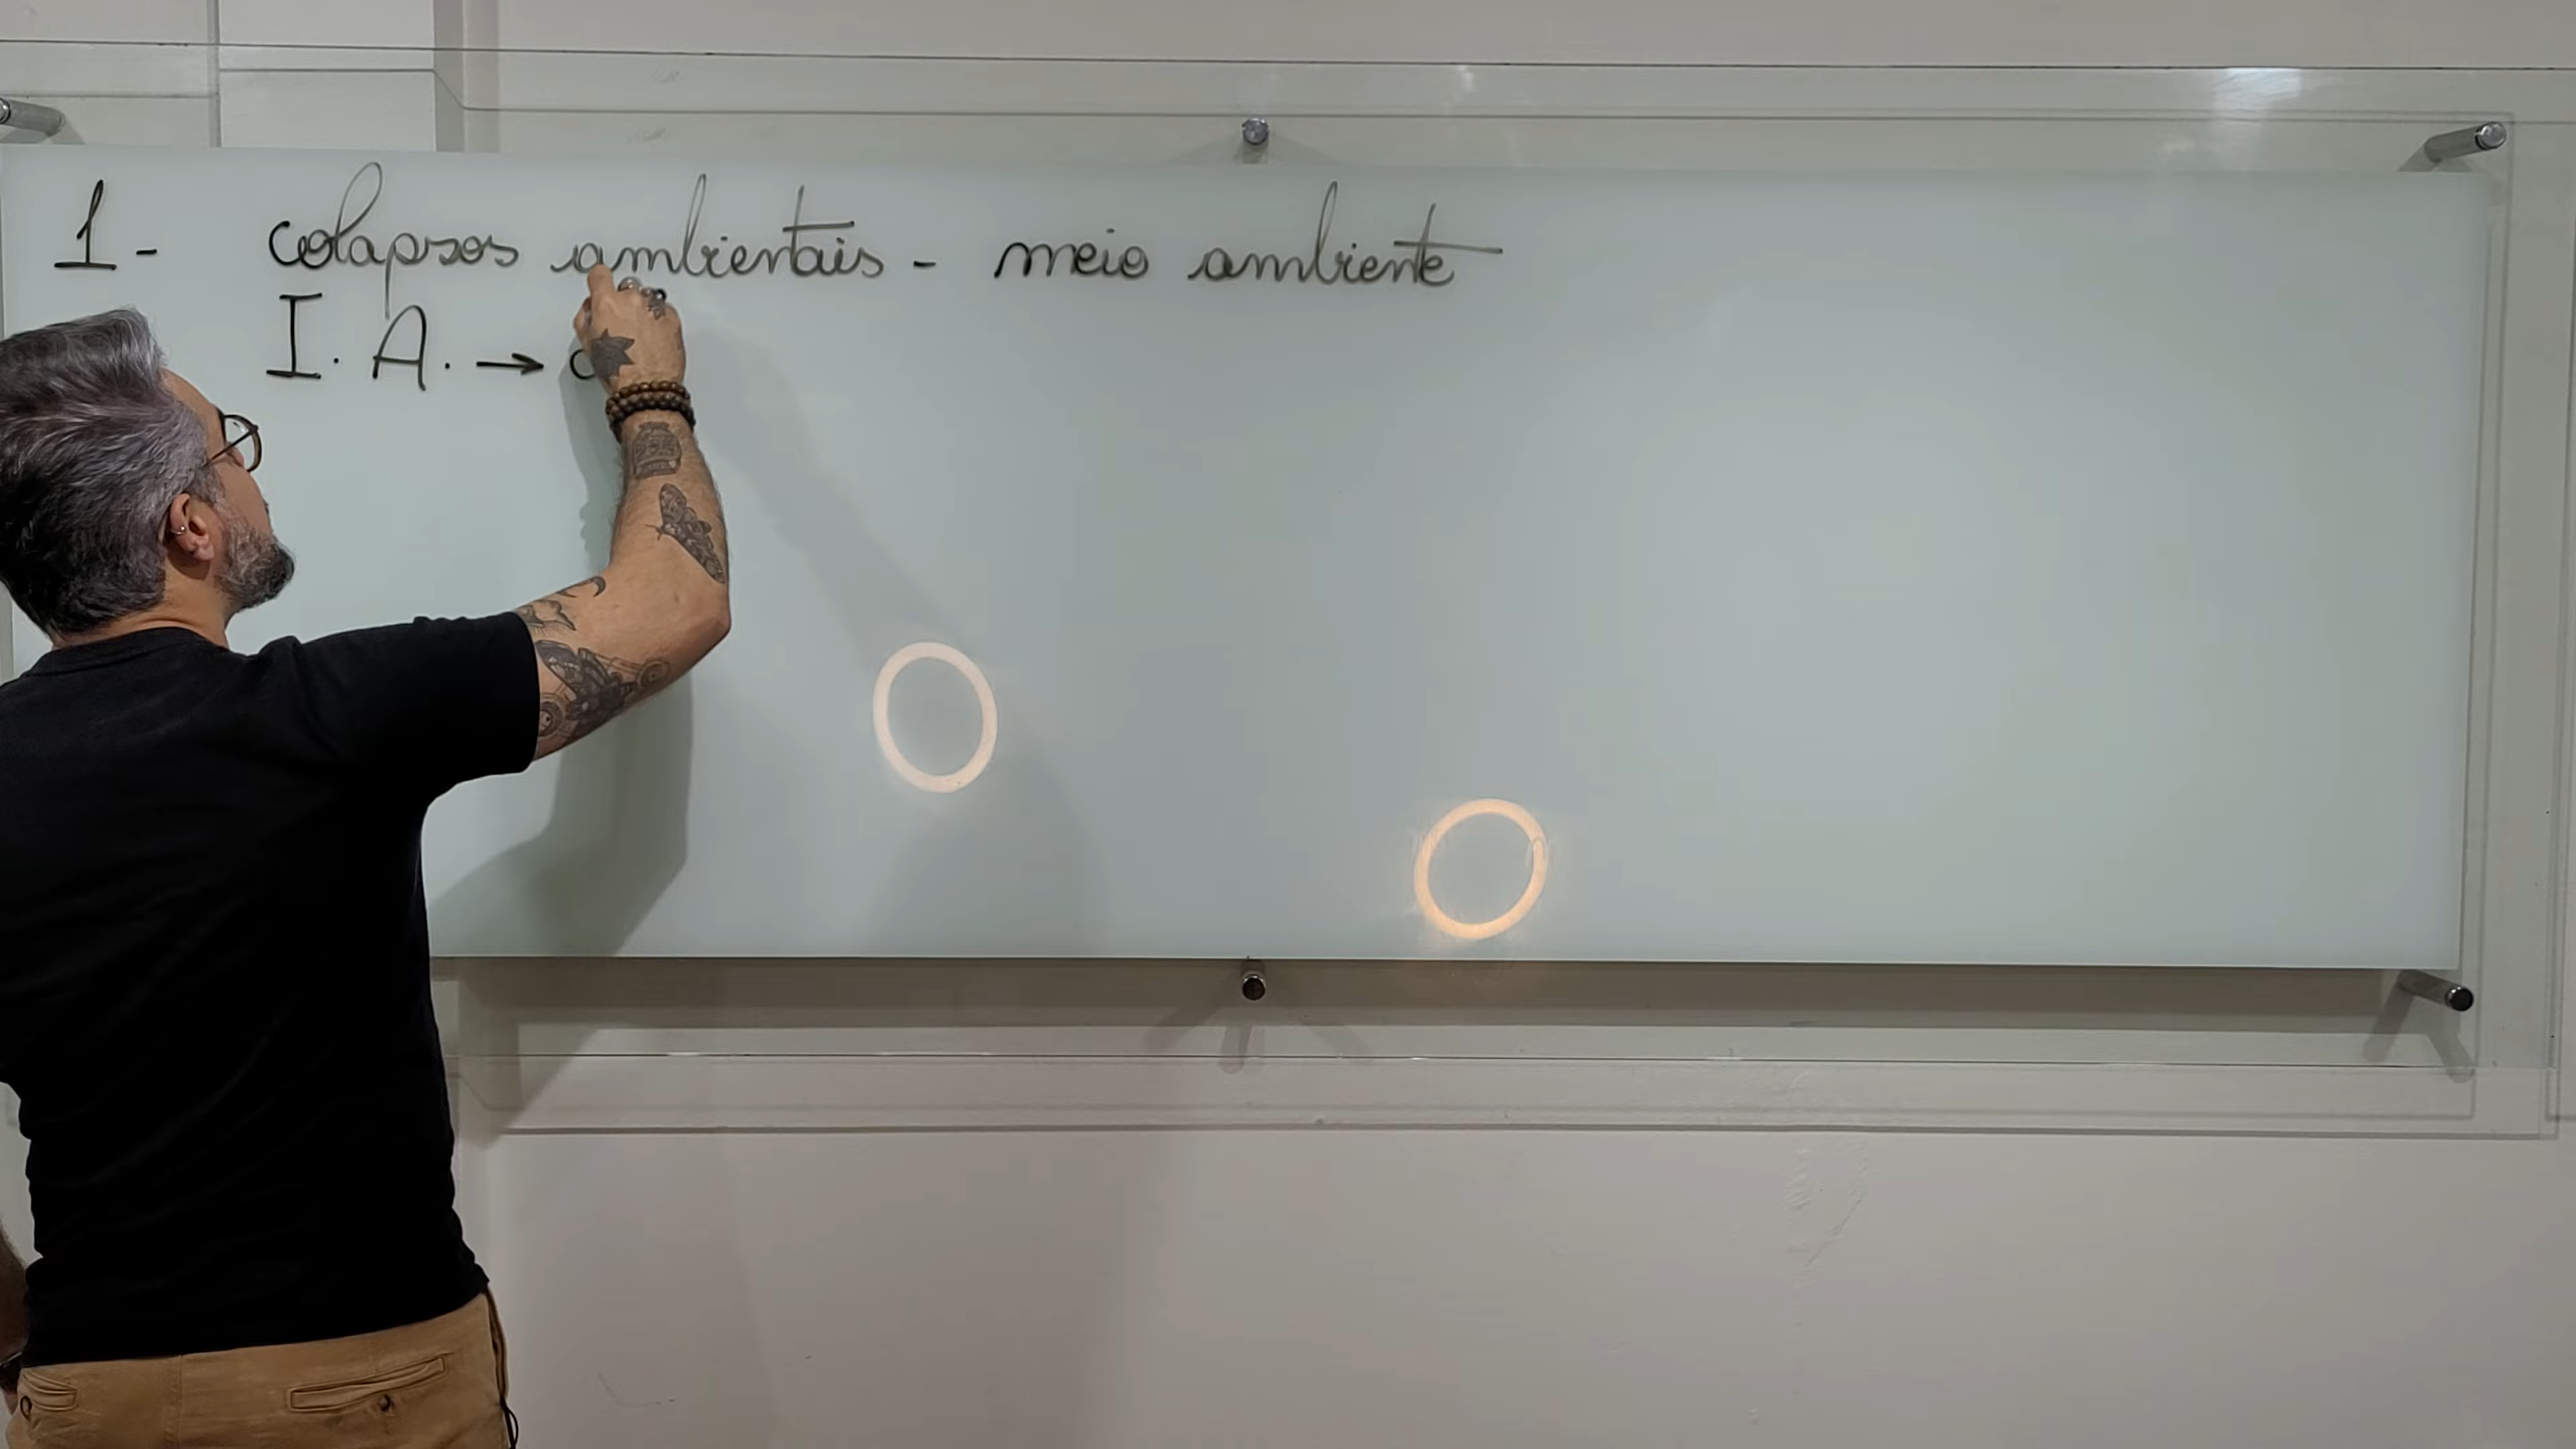 1- colapsos ambientais - meio ambiente
I. A. →